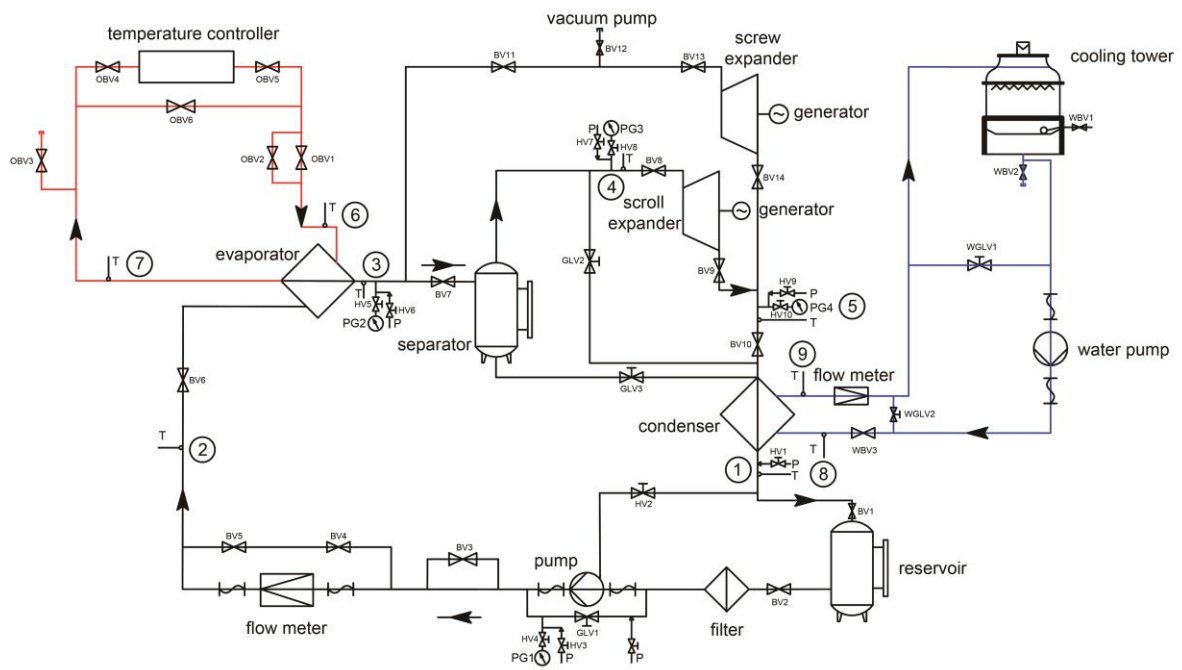 vacuum pump
temperature controller
screw
expander
cooling tower
BV11
BV12
BV13
OBV4
OBV5
OBV6
OBV3
OBV2
OBV1
generator
WBV1
WBV2
P
PG3
HV7
HV8
T
BV8
4
scroll
expander
generator
BV14
T
6
evaporator
T
7
3
T
HV5
HV6
PG2
P
BV7
GLV2
BV9
WGLV1
HV9
P
HV10
PG4
5
T
separator
BV10
9
T
flow meter
water pump
BV6
GLV3
condenser
WGLV2
T
2
WBV3
T
8
1
HV1
P
T
HV2
BV1
BV5
BV4
BV3
pump
reservoir
flow meter
GLV1
filter
BV2
HV4
HV3
PG1
P
P